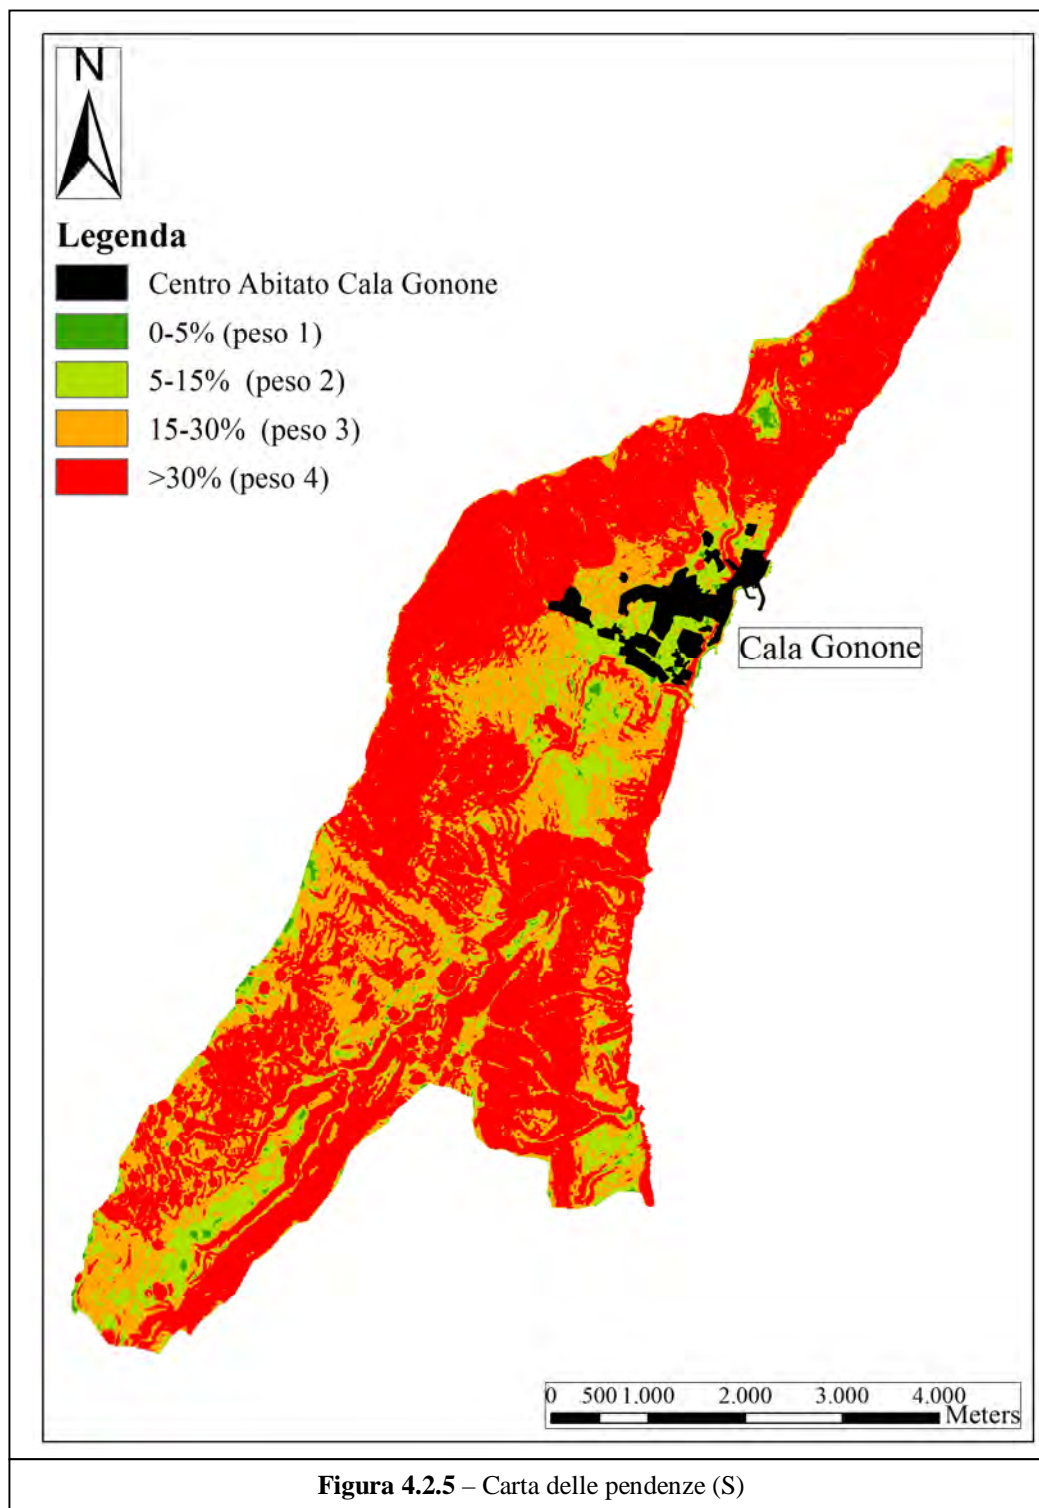 N
Legenda
Centro Abitato Cala Gonone
0-5% (peso 1)
5-15% (peso 2)
15-30% (peso 3)
>30% (peso 4)
Cala Gonone
0 500 1.000 2.000 3.000 4.000
Meters
Figura 4.2.5 – Carta delle pendenze (S)